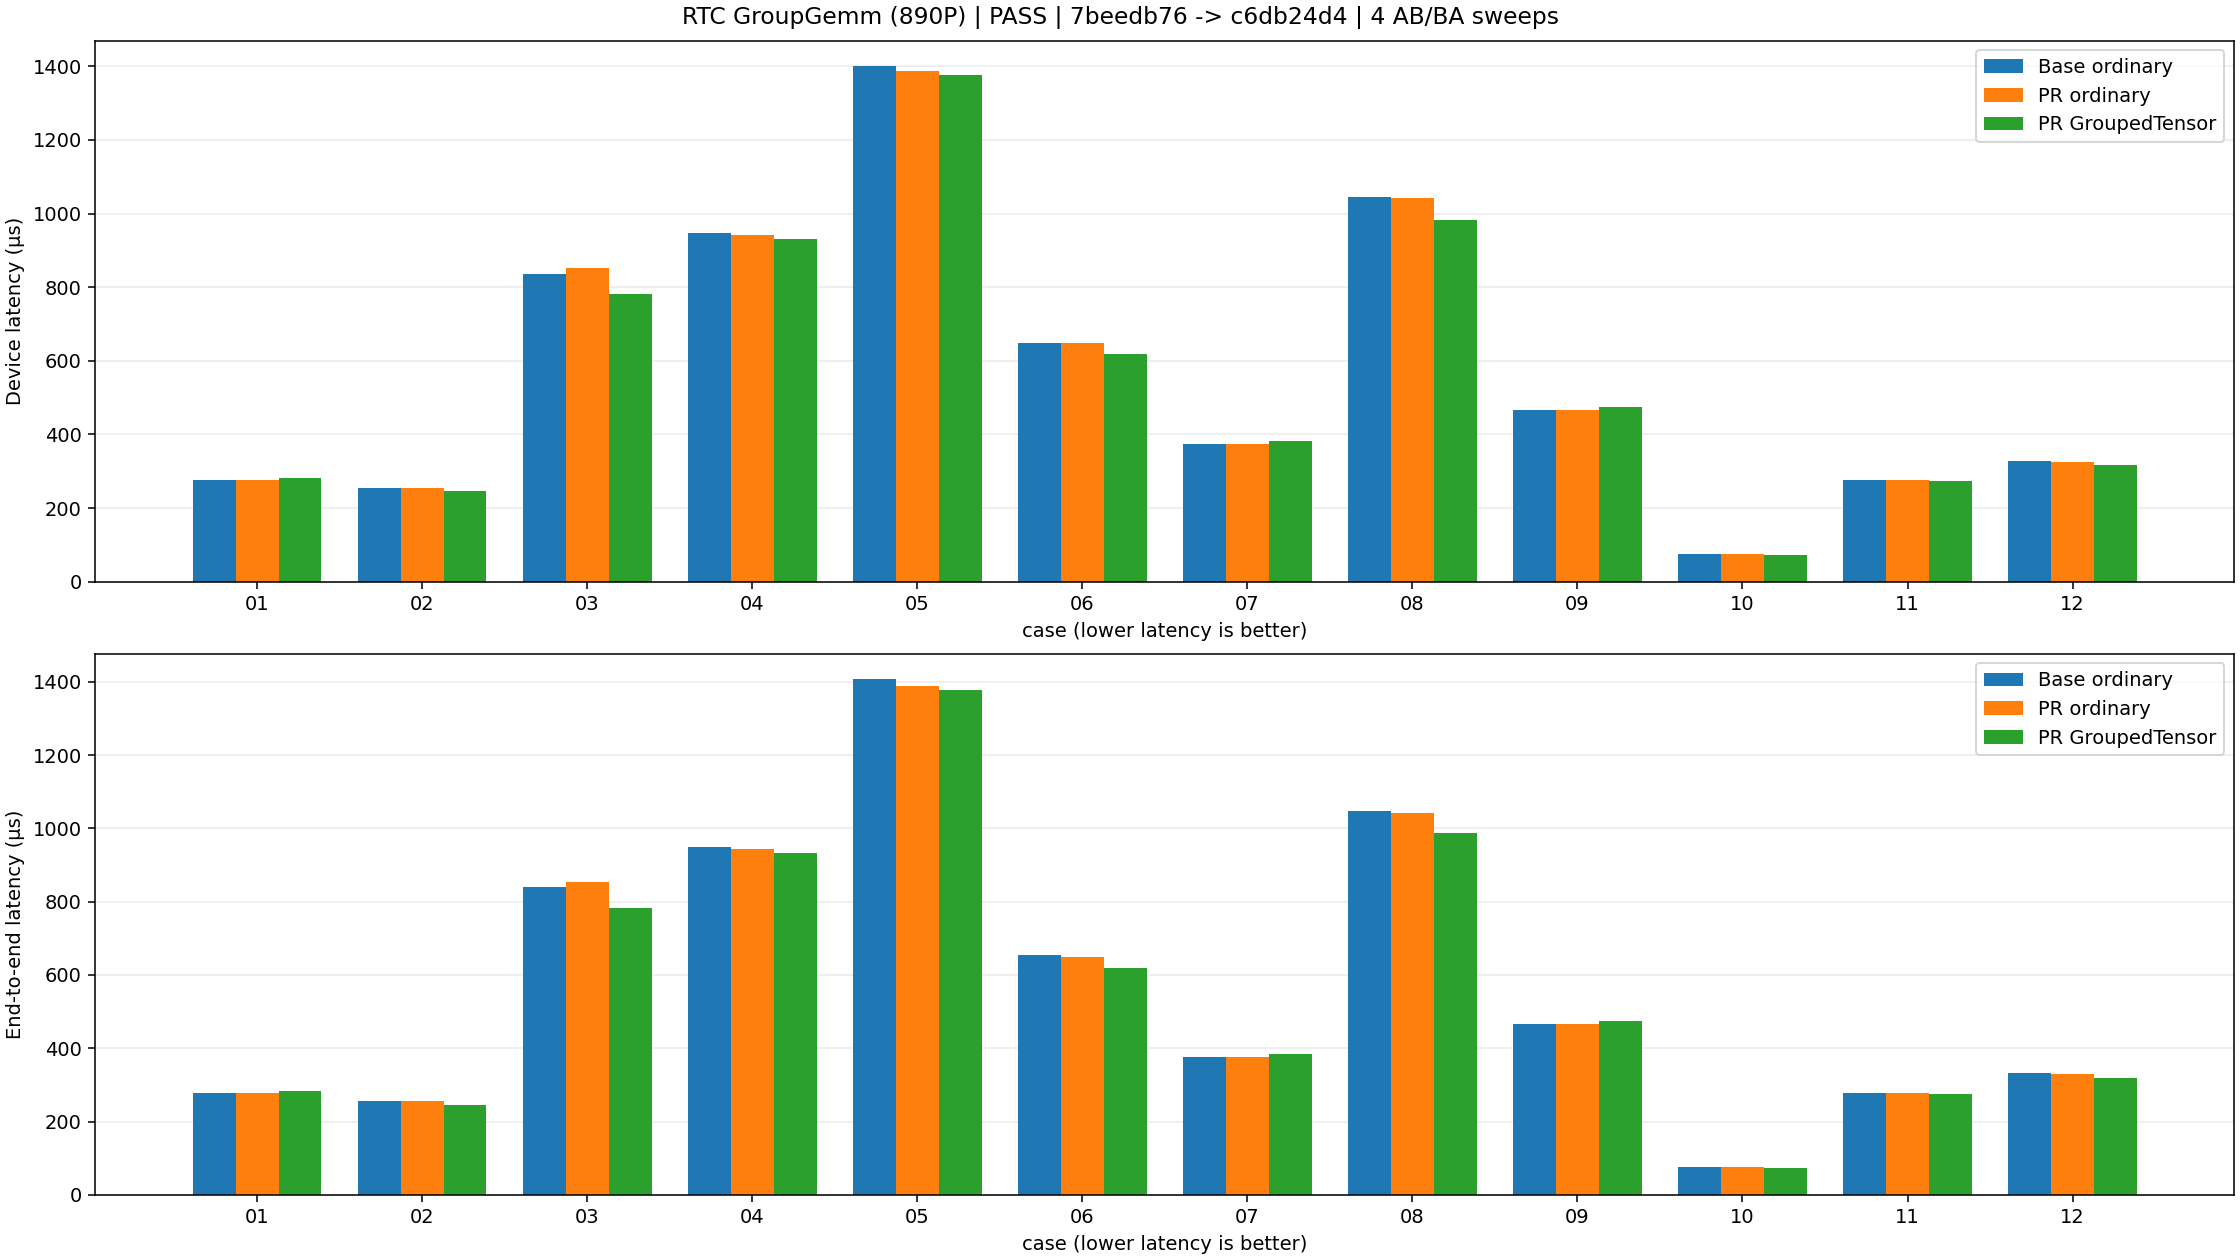 RTC GroupGemm (890P) | PASS | 7beedb76 -> c6db24d4 | 4 AB/BA sweeps
Device latency (µs)
1400
1200
1000
800
600
400
200
0
Base ordinary
PR ordinary
PR GroupedTensor
01 02 03 04 05 06 07 08 09 10 11 12
case (lower latency is better)
End-to-end latency (µs)
1400
1200
1000
800
600
400
200
0
Base ordinary
PR ordinary
PR GroupedTensor
01 02 03 04 05 06 07 08 09 10 11 12
case (lower latency is better)